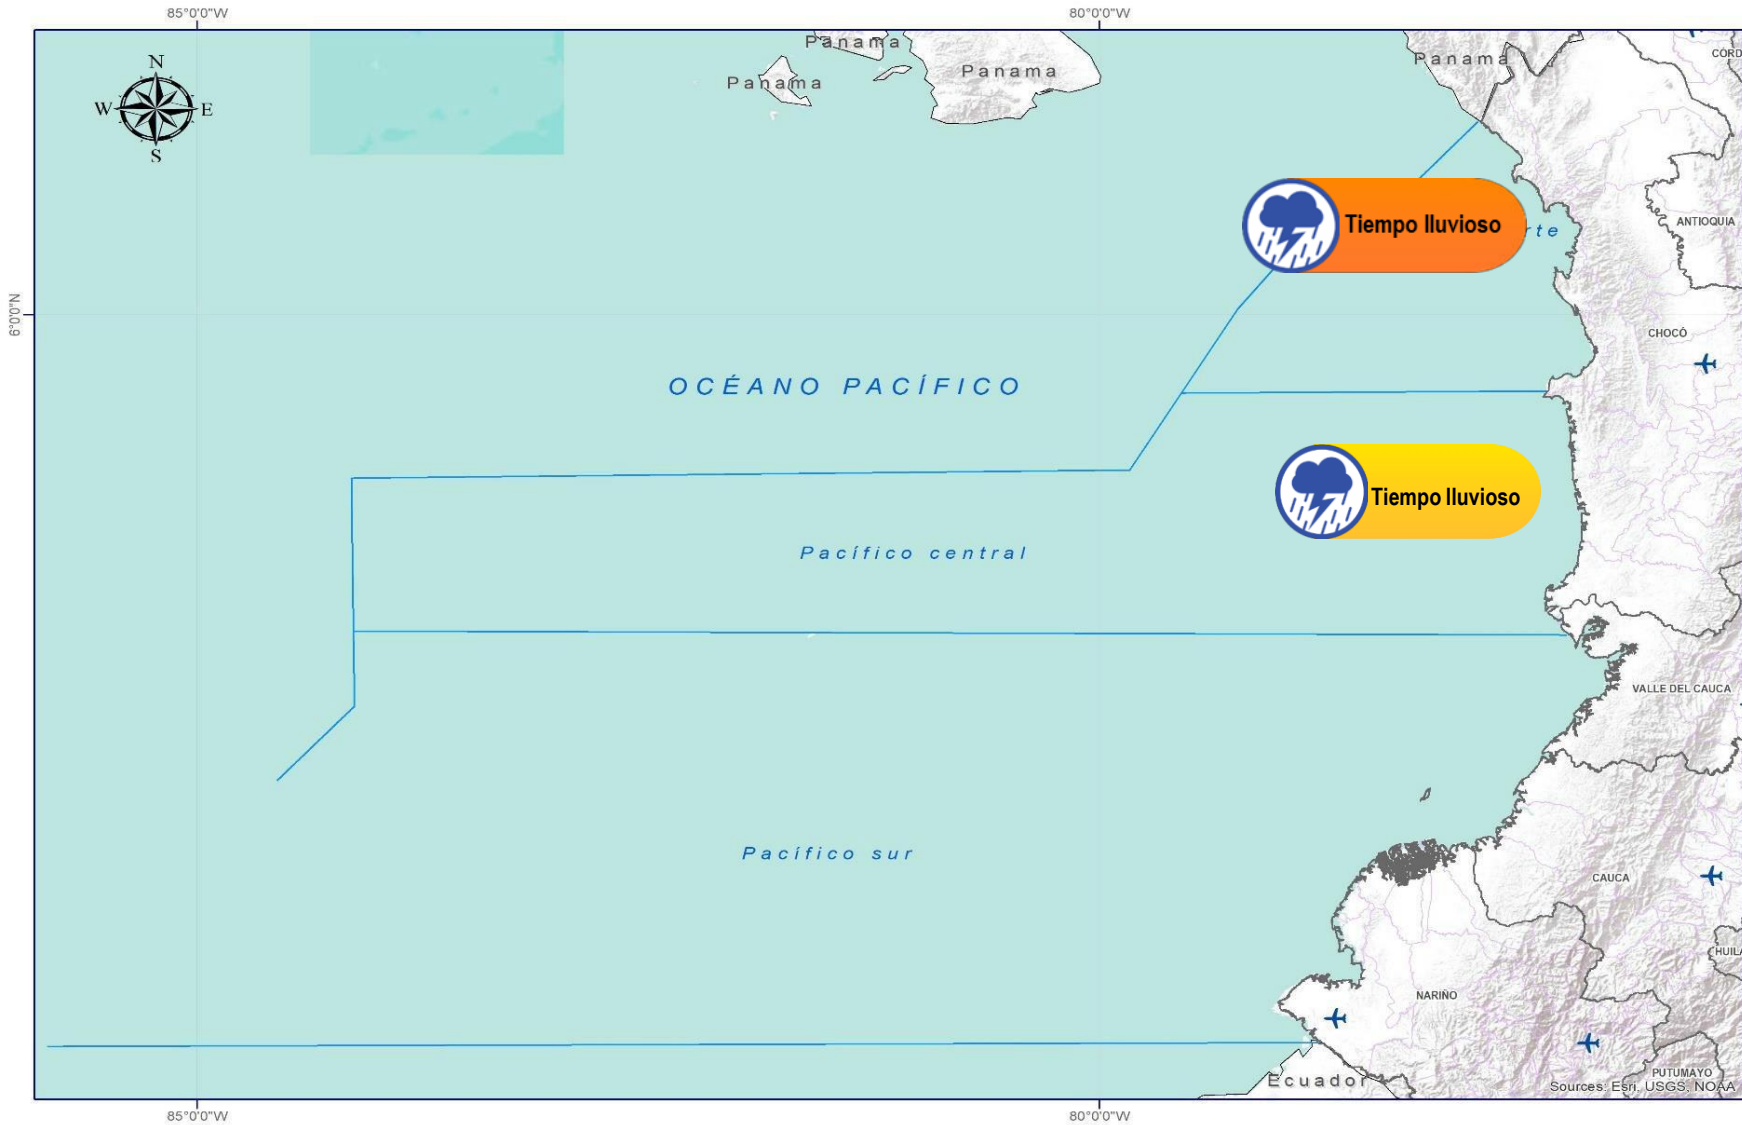 85°0'0"W
80°0'0"W
Panama
Panama
Panama
Panama
N
W
E
S
ANTIOQUIA
Tiempo lluvioso
rte
6°0'0"N
CHOCÓ
OCÉANO PACÍFICO
Tiempo lluvioso
Pacífico central
VALLE DEL CAUCA
Pacífico sur
CAUCA
HUILA
NARIÑO
PUTUMAYO
Ecuador
Sources: Esri, USGS, NOAA
85°0'0"W
80°0'0"W